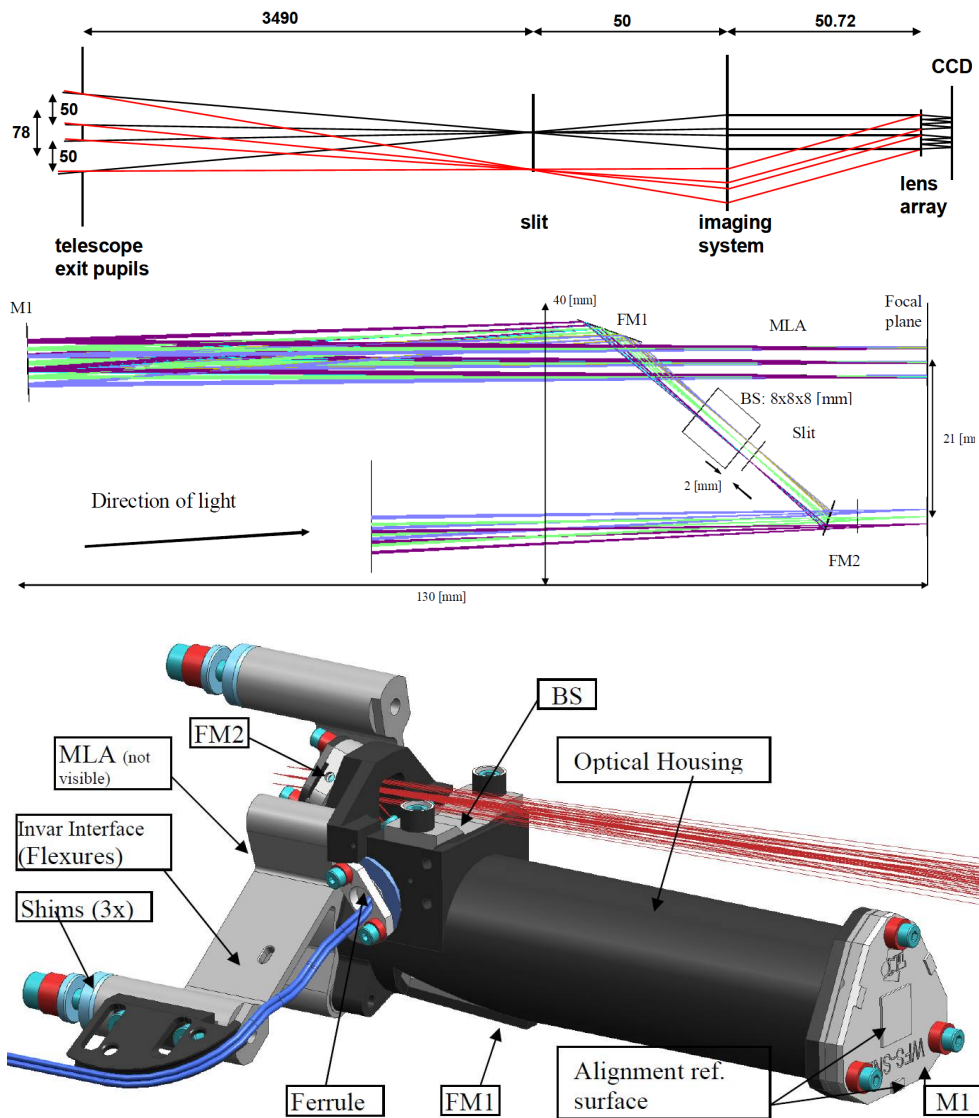 3490
50
50.72
CCD
50
78
50
lens
array
slit
imaging
system
telescope
exit pupils
M1
40 [mm]
FM1
MLA
Focal
plane
BS: 8x8x8 [mm]
Slit
21 [m
2 [mm]
Direction of light
FM2
130 [mm]
BS
FM2
MLA (not
visible)
Optical Housing
Invar Interface
(Flexures)
Shims (3x)
Ferrule
FM1
Alignment ref.
surface
M1